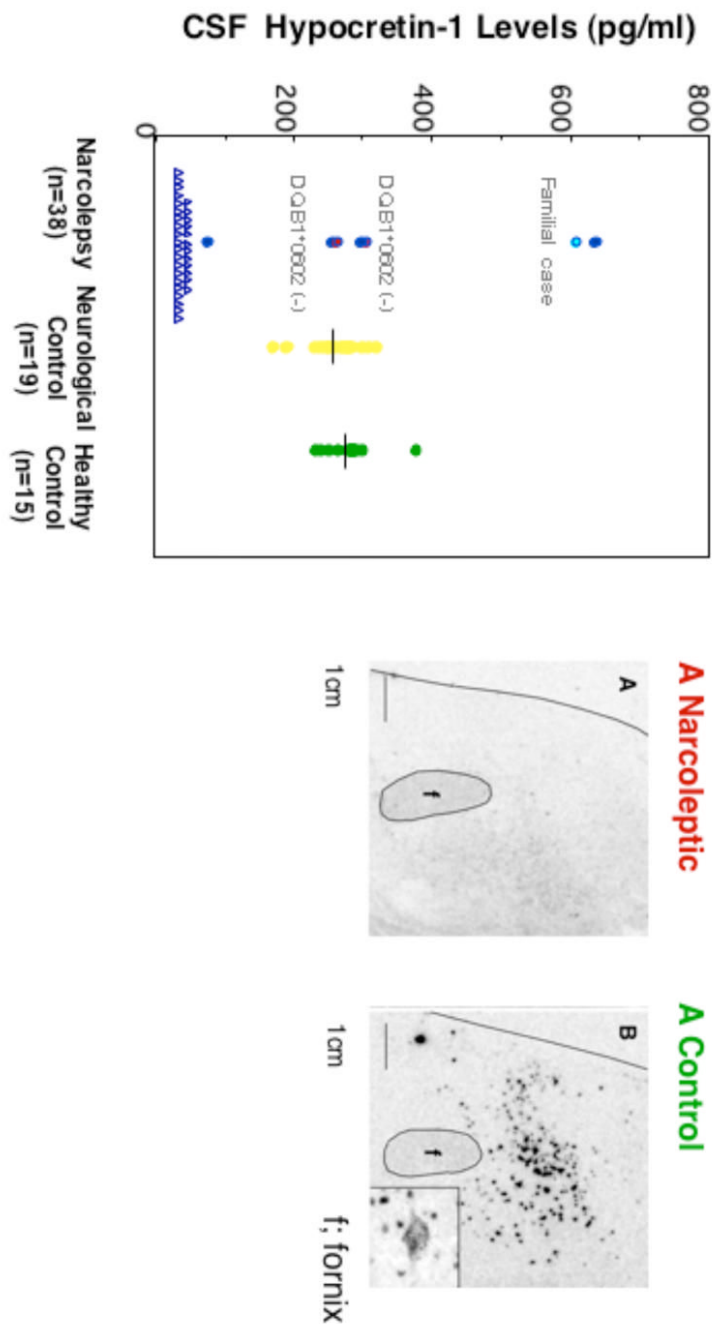 CSF Hypocretin-1 Levels (pg/ml)
800
600
400
200
0
Familial case
DQB1*0602 (-)
DQB1*0602 (-)
Narcolepsy
(n=38)
Neurological
Control
(n=19)
Healthy
Control
(n=15)
A Narcoleptic
A
f
1cm
A Control
B
f
1cm
f; fornix